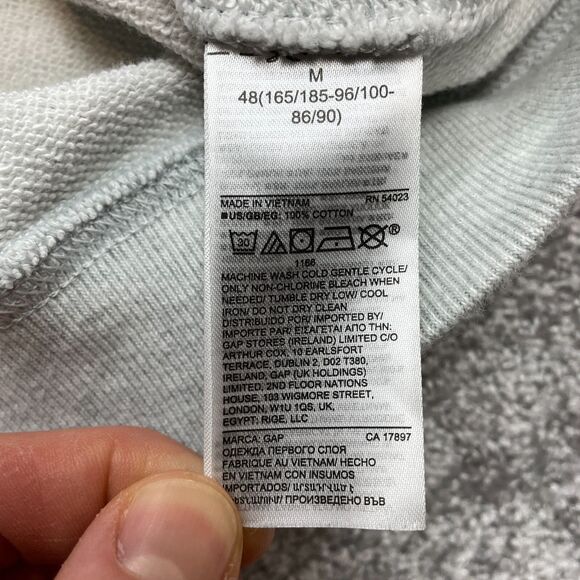 M
48(165/185-96/100-
86/90)
MADE IN VIETNAM RN 54023
■US/GB/EG: 100% COTTON
30 ®
1166
MACHINE WASH COLD GENTLE CYCLE/
ONLY NON-CHLORINE BLEACH WHEN
NEEDED/ TUMBLE DRY LOW/ COOL
IRON/ DO NOT DRY CLEAN
DISTRIBUIDO POR/ IMPORTED BY/
IMPORTE PAR/ ΕΙΣΑΓΕΤΑΙ ΑΠΟ ΤΗΝ:
GAP STORES (IRELAND) LIMITED C/O
ARTHUR COX, 10 EARLSFORT
TERRACE, DUBLIN 2, D02 T380,
IRELAND, GAP (UK HOLDINGS)
LIMITED, 2ND FLOOR NATIONS
HOUSE, 103 WIGMORE STREET,
LONDON, W1U 1QS, UK,
EGYPT: RIGE, LLC
MARCA: GAP CA 17897
ОДЕЖДА ПЕРВОГО СЛОЯ
FABRIQUE AU VIETNAM/ HECHO
EN VIETNAM CON INSUMOS
IMPORTADOS/ ԱՐՏԱԴՐՎԵԼ Է
ՎԵՏՆԱՄՈՒՄ/ ПРОИЗВЕДЕНО ВЪВ